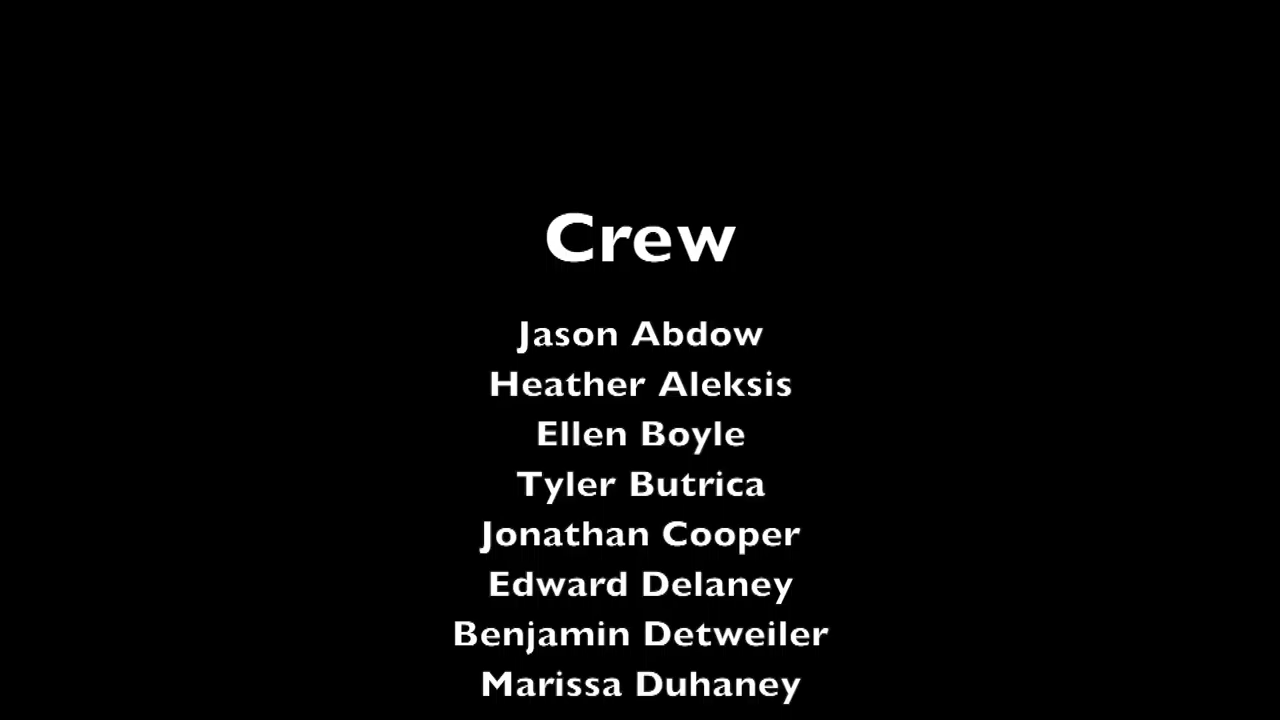 Crew
Jason Abdow
Heather Aleksis
Ellen Boyle
Tyler Butrica
Jonathan Cooper
Edward Delaney
Benjamin Detweiler
Marissa Duhaney